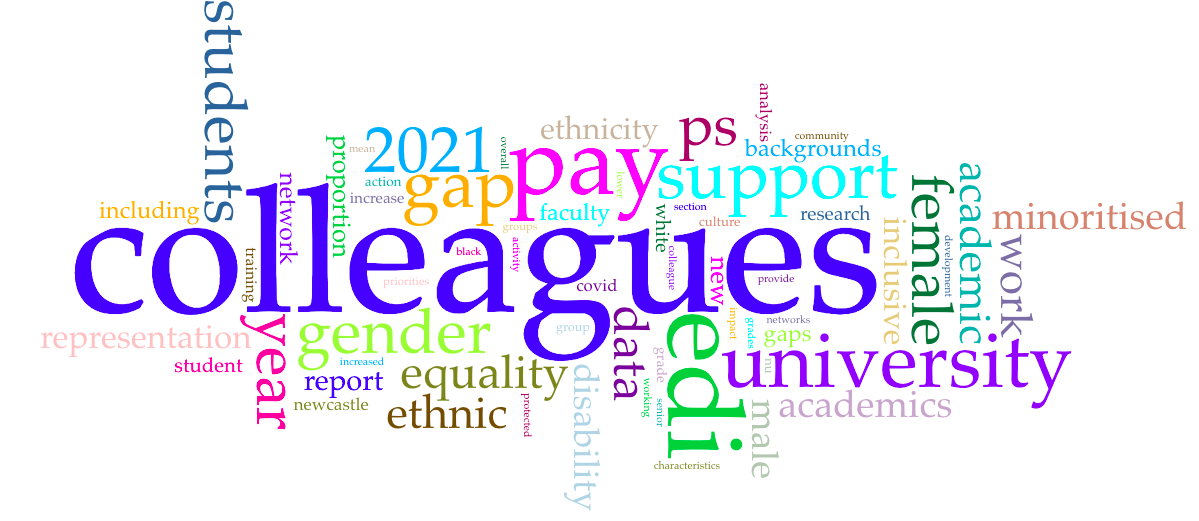 students
analysis
community
ps
ethnicity
2021
overall
proportion
mean
pay
backgrounds
support
action
gap
lower
increase
network
including
faculty
section
white
culture
research
female
academic
minoritised
groups
colleagues
black
activity
priorities
training
covid
colleague
new
provide
inclusive
development
work
representation
year
gender
group
data
edi
impact
grades
networks
gaps
university
nu
student
increased
report
newcastle
equality
ethnic
protected
disability
grade
working
senior
male
academics
characteristics